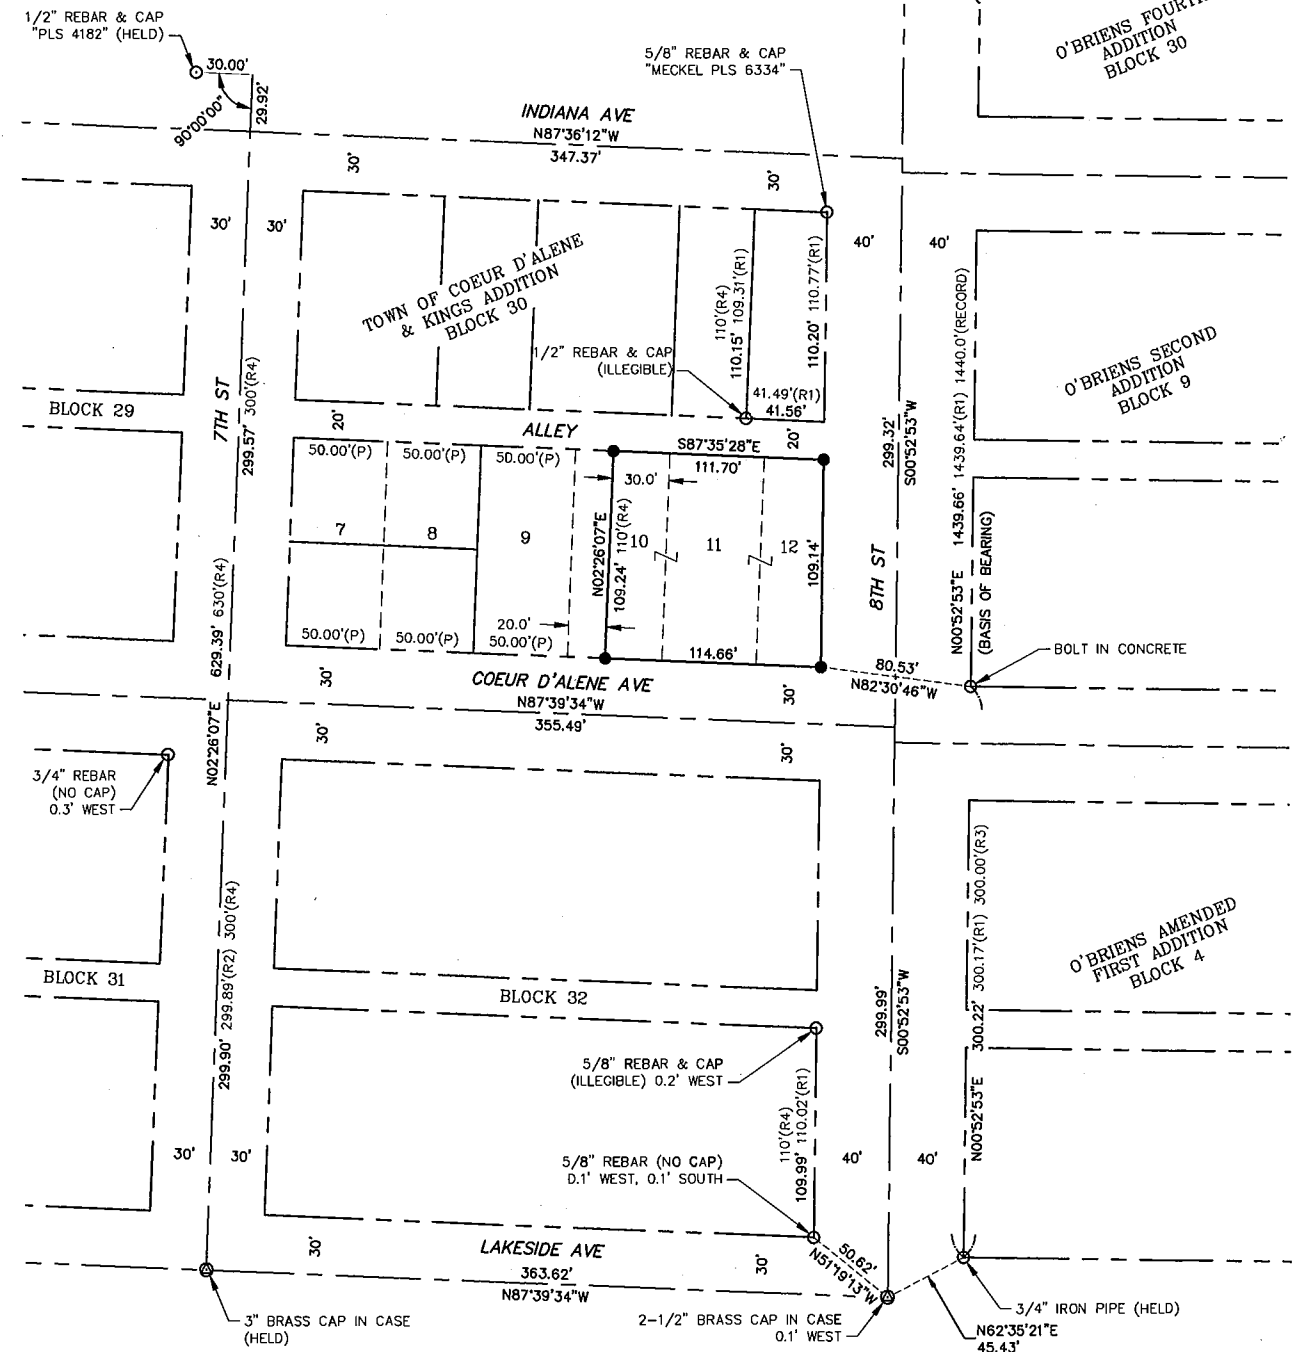 1/2" REBAR & CAP
"PLS 4182" (HELD)
30.00'
90°00'00"
29.92'
5/8" REBAR & CAP
"MECKEL PLS 6334"
O'BRIENS FOURTH
ADDITION
BLOCK 30
INDIANA AVE
N87°36'12"W
347.37'
30'
30'
30'
30'
40'
40'
TOWN OF COEUR D'ALENE
& KINGS ADDITION
BLOCK 30
110'(R4)
110.15' 109.31'(R1)
110.20' 110.77'(R1)
1/2" REBAR & CAP
(ILLEGIBLE)
41.49'(R1)
41.56'
O'BRIENS SECOND
ADDITION
BLOCK 9
BLOCK 29
7TH ST
299.57' 300'(R4)
20'
ALLEY
20'
S87°35'28"E
111.70'
299.32'
S00°52'53"W
N00°52'53"E 1439.66' 1439.64'(R1) 1440.0'(RECORD)
(BASIS OF BEARING)
50.00'(P)
50.00'(P)
50.00'(P)
30.0'
7
8
9
10
11
12
N02°26'07"E
109.24' 110'(R4)
109.14'
8TH ST
20.0'
50.00'(P)
50.00'(P)
50.00'(P)
114.66'
N02°26'07"E 629.39' 630'(R4)
BOLT IN CONCRETE
80.53'
N82°30'46"W
30'
COEUR D'ALENE AVE
30'
N87°39'34"W
355.49'
30'
30'
3/4" REBAR
(NO CAP)
0.3' WEST
299.90' 299.89'(R2) 300'(R4)
BLOCK 31
BLOCK 32
299.99'
S00°52'53"W
N00°52'53"E 300.22' 300.17'(R1) 300.00'(R3)
O'BRIENS AMENDED
FIRST ADDITION
BLOCK 4
5/8" REBAR & CAP
(ILLEGIBLE) 0.2' WEST
110'(R4)
109.99' 110.02'(R1)
30'
30'
5/8" REBAR (NO CAP)
0.1' WEST, 0.1' SOUTH
40'
40'
30'
LAKESIDE AVE
30'
363.62'
N87°39'34"W
50.62'
N51°19'13"W
3" BRASS CAP IN CASE
(HELD)
2-1/2" BRASS CAP IN CASE
0.1' WEST
3/4" IRON PIPE (HELD)
N62°35'21"E
45.43'